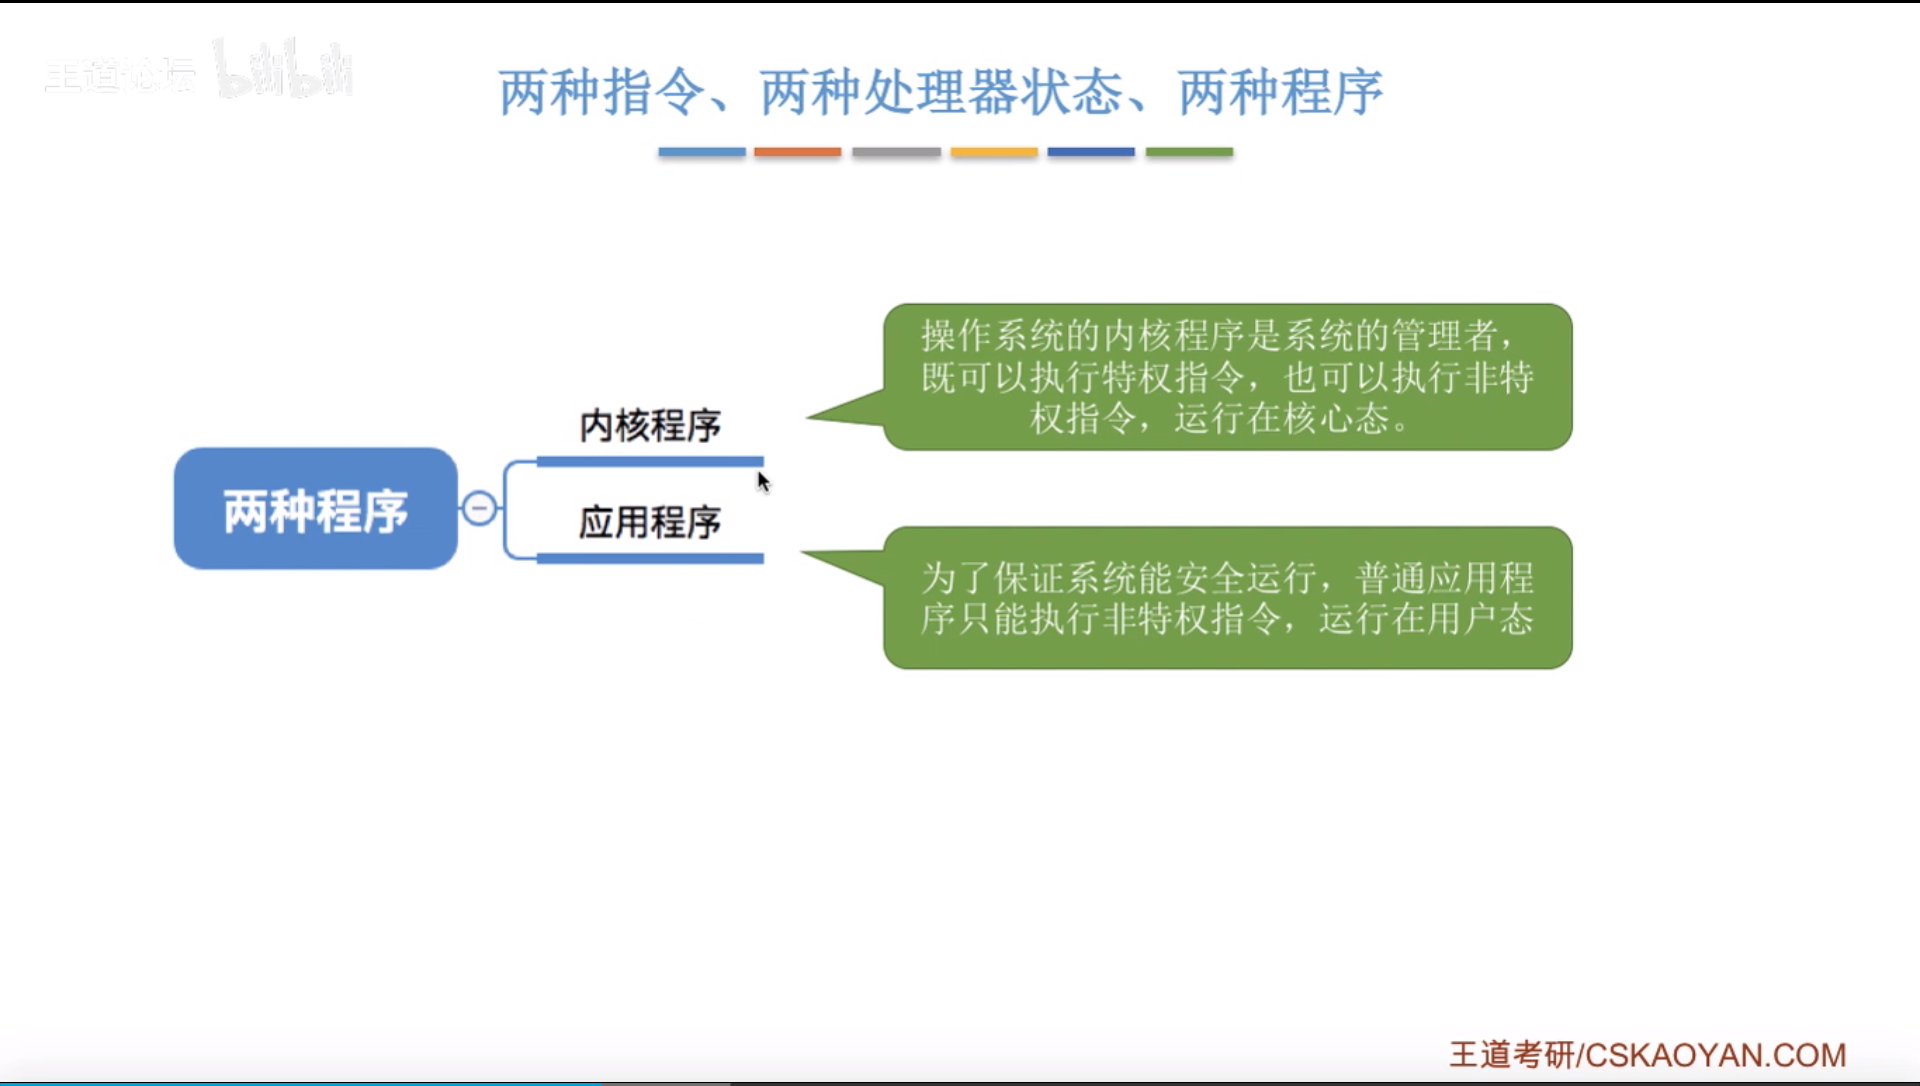 王道论坛 bilibili
两种指令、两种处理器状态、两种程序
操作系统的内核程序是系统的管理者，
既可以执行特权指令，也可以执行非特
权指令，运行在核心态。
内核程序
两种程序
应用程序
为了保证系统能安全运行，普通应用程
序只能执行非特权指令，运行在用户态
王道考研/CSKAOYAN.COM